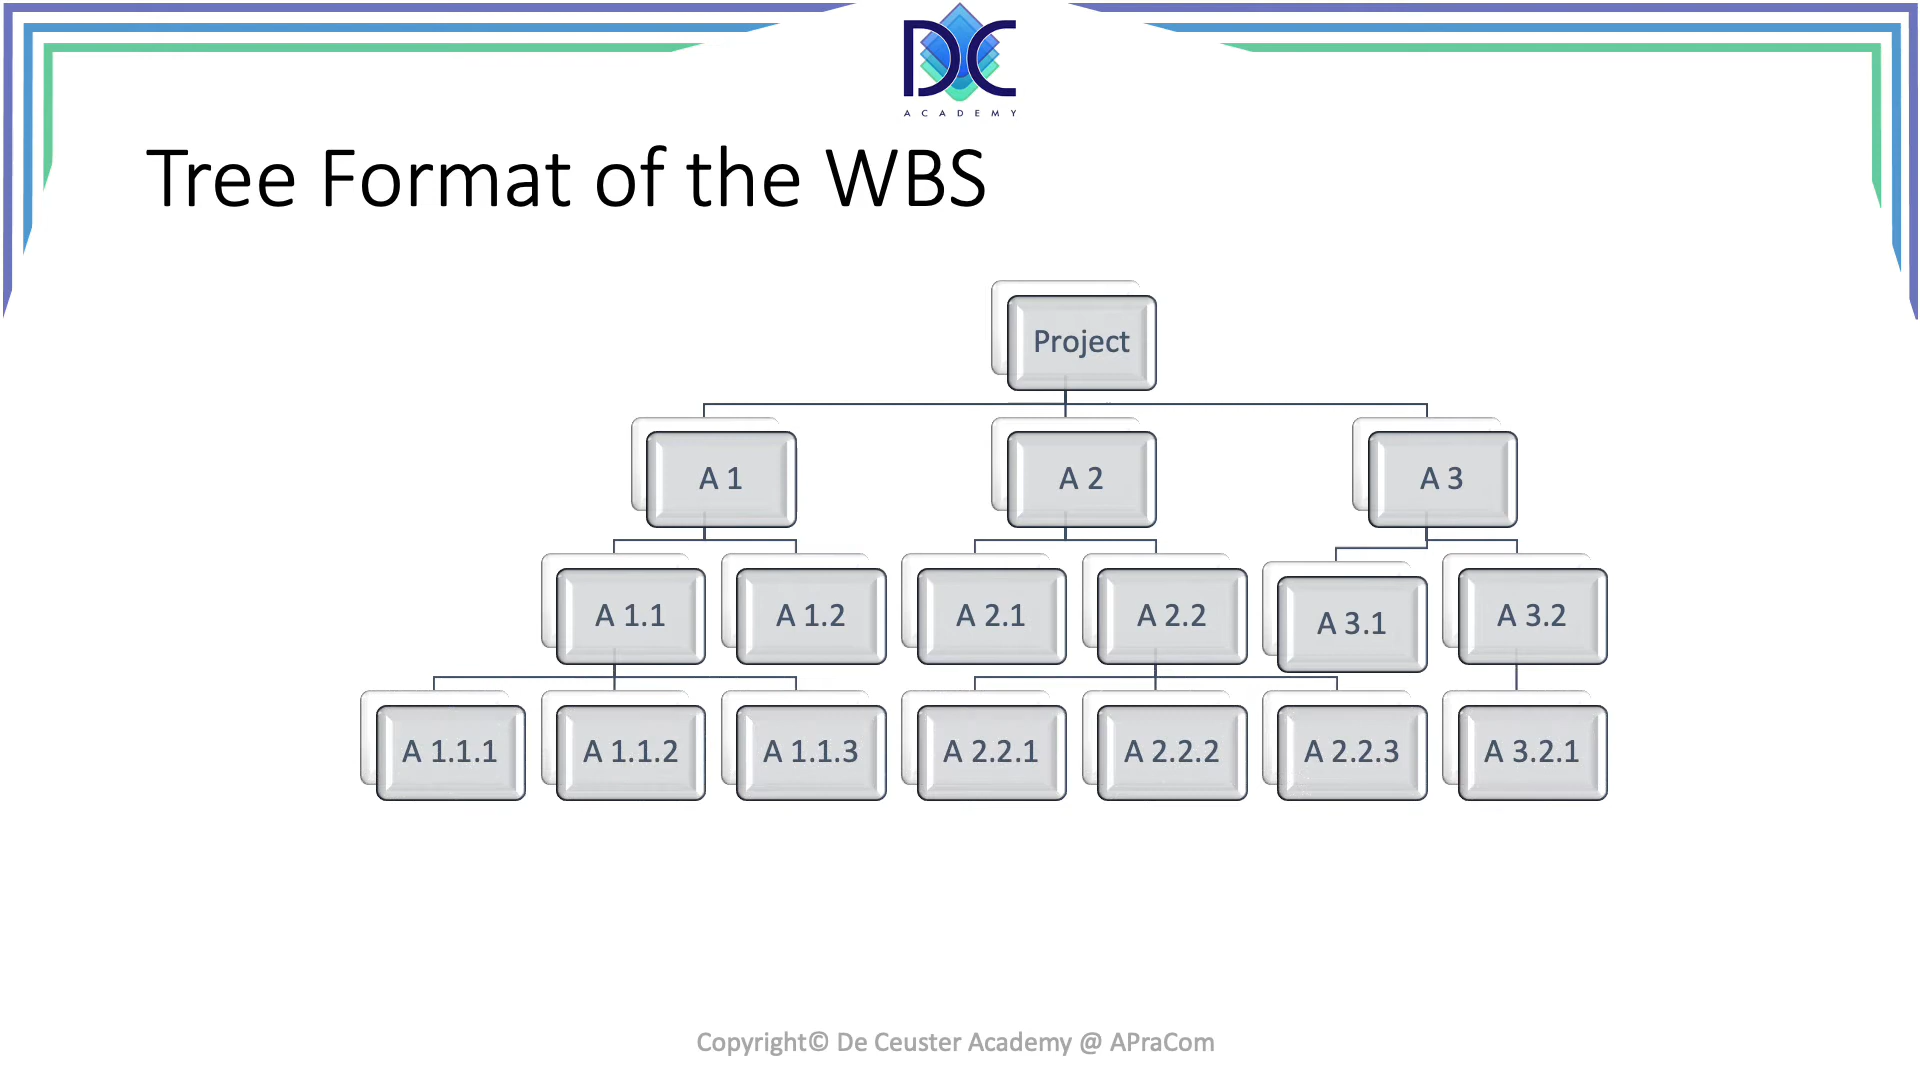 DC
ACADEMY
Tree Format of the WBS
Project
A 1
A 2
A 3
A 1.1
A 1.2
A 2.1
A 2.2
A 3.1
A 3.2
A 1.1.1
A 1.1.2
A 1.1.3
A 2.2.1
A 2.2.2
A 2.2.3
A 3.2.1
Copyright© De Ceuster Academy @ APraCom